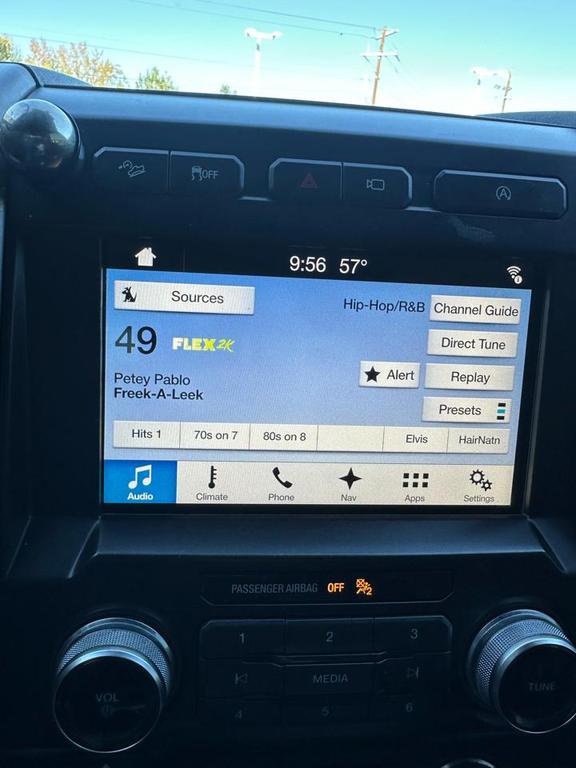 OFF
A
9:56 57°
Sources
Hip-Hop/R&B
Channel Guide
49 FLEX2K
Direct Tune
Petey Pablo
Freek-A-Leek
Alert
Replay
Presets
Hits 1
70s on 7
80s on 8
Elvis
HairNatn
Audio
Climate
Phone
Nav
Apps
Settings
PASSENGER AIRBAG OFF 2
1 2 3
VOL
MEDIA
TUNE
4 5 6